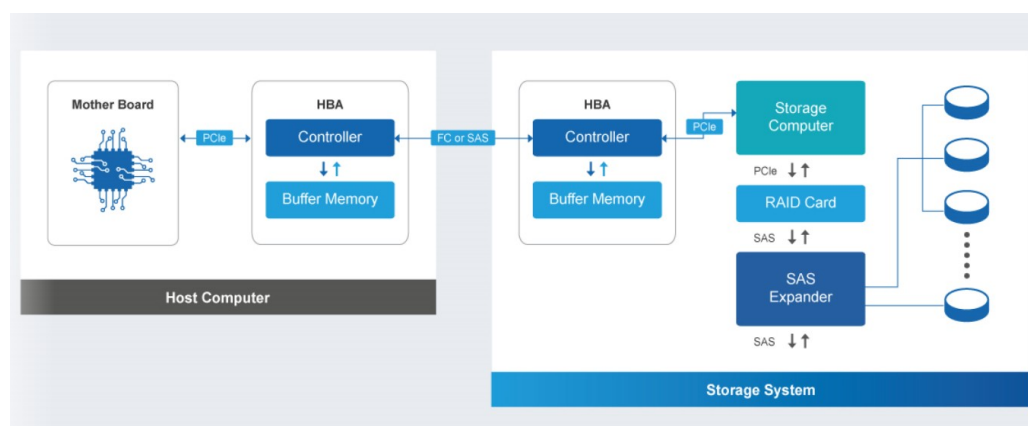 Mother Board
PCIe
HBA
Controller
Buffer Memory
Host Computer
FC or SAS
HBA
Controller
Buffer Memory
PCIe
Storage
Computer
PCIe
RAID Card
SAS
SAS
Expander
SAS
Storage System